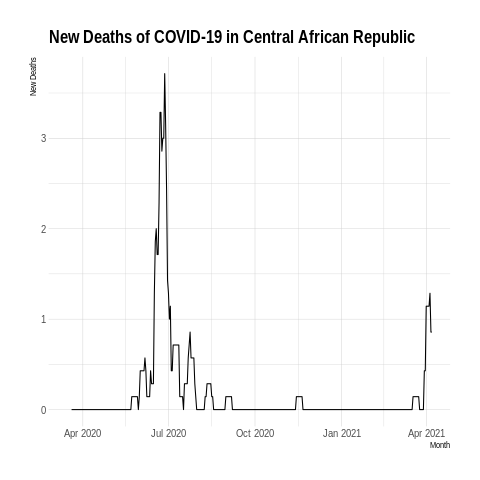 New Deaths of COVID-19 in Central African Republic
New Deaths
3
2
1
0
Apr 2020 Jul 2020 Oct 2020 Jan 2021 Apr 2021
Month